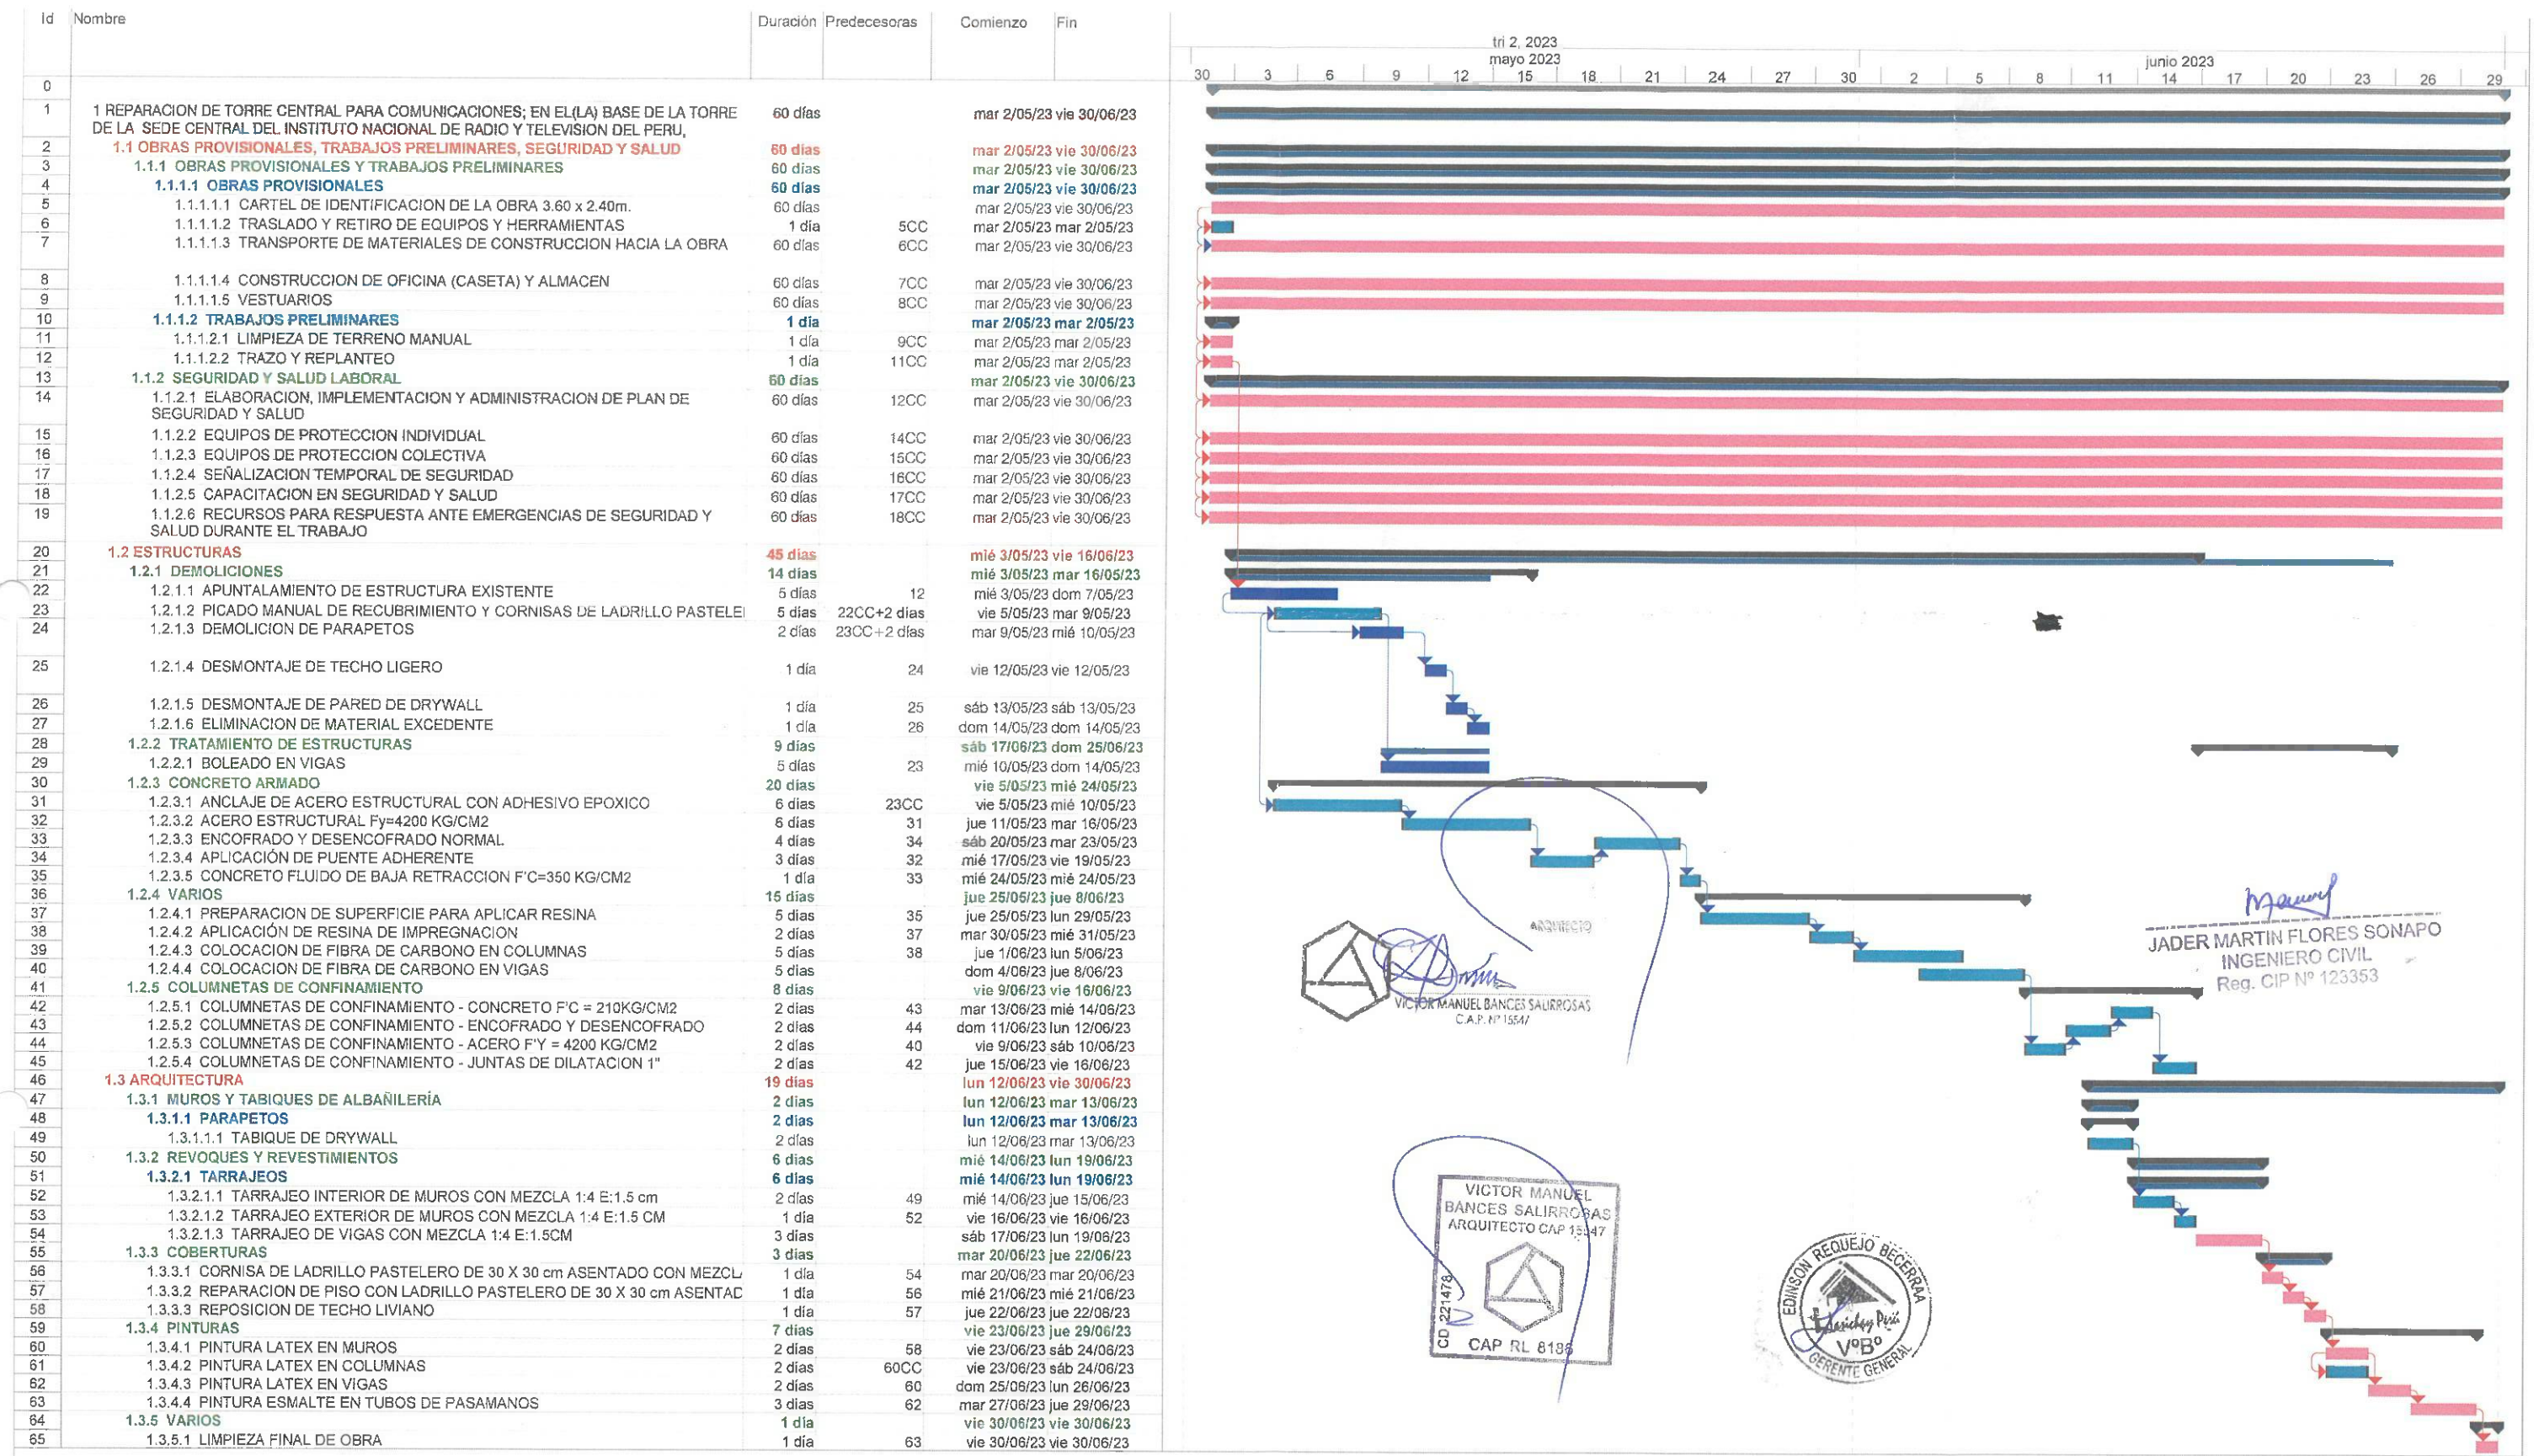 Id Nombre Duración Predecesoras Comienzo Fin
tri 2, 2023
mayo 2023 junio 2023
30 3 6 9 12 15 18 21 24 27 30 2 5 8 11 14 17 20 23 26 29
0
1 1 REPARACION DE TORRE CENTRAL PARA COMUNICACIONES; EN EL(LA) BASE DE LA TORRE 60 días mar 2/05/23 vie 30/06/23
DE LA SEDE CENTRAL DEL INSTITUTO NACIONAL DE RADIO Y TELEVISION DEL PERU,
2 1.1 OBRAS PROVISIONALES, TRABAJOS PRELIMINARES, SEGURIDAD Y SALUD 60 días mar 2/05/23 vie 30/06/23
3 1.1.1 OBRAS PROVISIONALES Y TRABAJOS PRELIMINARES 60 días mar 2/05/23 vie 30/06/23
4 1.1.1.1 OBRAS PROVISIONALES 60 días mar 2/05/23 vie 30/06/23
5 1.1.1.1.1 CARTEL DE IDENTIFICACION DE LA OBRA 3.60 x 2.40m. 60 días mar 2/05/23 vie 30/06/23
6 1.1.1.1.2 TRASLADO Y RETIRO DE EQUIPOS Y HERRAMIENTAS 1 día 5CC mar 2/05/23 mar 2/05/23
7 1.1.1.1.3 TRANSPORTE DE MATERIALES DE CONSTRUCCION HACIA LA OBRA 60 días 6CC mar 2/05/23 vie 30/06/23
8 1.1.1.1.4 CONSTRUCCION DE OFICINA (CASETA) Y ALMACEN 60 días 7CC mar 2/05/23 vie 30/06/23
9 1.1.1.1.5 VESTUARIOS 60 días 8CC mar 2/05/23 vie 30/06/23
10 1.1.1.2 TRABAJOS PRELIMINARES 1 día mar 2/05/23 mar 2/05/23
11 1.1.1.2.1 LIMPIEZA DE TERRENO MANUAL 1 día 9CC mar 2/05/23 mar 2/05/23
12 1.1.1.2.2 TRAZO Y REPLANTEO 1 día 11CC mar 2/05/23 mar 2/05/23
13 1.1.2 SEGURIDAD Y SALUD LABORAL 60 días mar 2/05/23 vie 30/06/23
14 1.1.2.1 ELABORACION, IMPLEMENTACION Y ADMINISTRACION DE PLAN DE 60 días 12CC mar 2/05/23 vie 30/06/23
SEGURIDAD Y SALUD
15 1.1.2.2 EQUIPOS DE PROTECCION INDIVIDUAL 60 días 14CC mar 2/05/23 vie 30/06/23
16 1.1.2.3 EQUIPOS DE PROTECCION COLECTIVA 60 días 15CC mar 2/05/23 vie 30/06/23
17 1.1.2.4 SEÑALIZACION TEMPORAL DE SEGURIDAD 60 días 16CC mar 2/05/23 vie 30/06/23
18 1.1.2.5 CAPACITACION EN SEGURIDAD Y SALUD 60 días 17CC mar 2/05/23 vie 30/06/23
19 1.1.2.6 RECURSOS PARA RESPUESTA ANTE EMERGENCIAS DE SEGURIDAD Y 60 días 18CC mar 2/05/23 vie 30/06/23
SALUD DURANTE EL TRABAJO
20 1.2 ESTRUCTURAS 45 días mié 3/05/23 vie 16/06/23
21 1.2.1 DEMOLICIONES 14 días mié 3/05/23 mar 16/05/23
22 1.2.1.1 APUNTALAMIENTO DE ESTRUCTURA EXISTENTE 5 días 12 mié 3/05/23 dom 7/05/23
23 1.2.1.2 PICADO MANUAL DE RECUBRIMIENTO Y CORNISAS DE LADRILLO PASTELE 5 días 22CC+2 días vie 5/05/23 mar 9/05/23
24 1.2.1.3 DEMOLICION DE PARAPETOS 2 días 23CC+2 días mar 9/05/23 mié 10/05/23
25 1.2.1.4 DESMONTAJE DE TECHO LIGERO 1 día 24 vie 12/05/23 vie 12/05/23
26 1.2.1.5 DESMONTAJE DE PARED DE DRYWALL 1 día 25 sáb 13/05/23 sáb 13/05/23
27 1.2.1.6 ELIMINACION DE MATERIAL EXCEDENTE 1 día 26 dom 14/05/23 dom 14/05/23
28 1.2.2 TRATAMIENTO DE ESTRUCTURAS 9 días sáb 17/06/23 dom 25/06/23
29 1.2.2.1 BOLEADO EN VIGAS 5 días 23 mié 10/05/23 dom 14/05/23
30 1.2.3 CONCRETO ARMADO 20 días vie 5/05/23 mié 24/05/23
31 1.2.3.1 ANCLAJE DE ACERO ESTRUCTURAL CON ADHESIVO EPOXICO 6 días 23CC vie 5/05/23 mié 10/05/23
32 1.2.3.2 ACERO ESTRUCTURAL Fy=4200 KG/CM2 6 días 31 jue 11/05/23 mar 16/05/23
33 1.2.3.3 ENCOFRADO Y DESENCOFRADO NORMAL 4 días 34 sáb 20/05/23 mar 23/05/23
34 1.2.3.4 APLICACIÓN DE PUENTE ADHERENTE 3 días 32 mié 17/05/23 vie 19/05/23
35 1.2.3.5 CONCRETO FLUIDO DE BAJA RETRACCION F'C=350 KG/CM2 1 día 33 mié 24/05/23 mié 24/05/23
36 1.2.4 VARIOS 15 días jue 25/05/23 jue 8/06/23
37 1.2.4.1 PREPARACION DE SUPERFICIE PARA APLICAR RESINA 5 días 35 jue 25/05/23 lun 29/05/23
38 1.2.4.2 APLICACIÓN DE RESINA DE IMPREGNACION 2 días 37 mar 30/05/23 mié 31/05/23
39 1.2.4.3 COLOCACION DE FIBRA DE CARBONO EN COLUMNAS 5 días 38 jue 1/06/23 lun 5/06/23
40 1.2.4.4 COLOCACION DE FIBRA DE CARBONO EN VIGAS 5 días dom 4/06/23 jue 8/06/23
41 1.2.5 COLUMNETAS DE CONFINAMIENTO 8 días vie 9/06/23 vie 16/06/23
42 1.2.5.1 COLUMNETAS DE CONFINAMIENTO - CONCRETO F'C = 210KG/CM2 2 días 43 mar 13/06/23 mié 14/06/23
43 1.2.5.2 COLUMNETAS DE CONFINAMIENTO - ENCOFRADO Y DESENCOFRADO 2 días 44 dom 11/06/23 lun 12/06/23
44 1.2.5.3 COLUMNETAS DE CONFINAMIENTO - ACERO F'Y = 4200 KG/CM2 2 días 40 vie 9/06/23 sáb 10/06/23
45 1.2.5.4 COLUMNETAS DE CONFINAMIENTO - JUNTAS DE DILATACION 1" 2 días 42 jue 15/06/23 vie 16/06/23
46 1.3 ARQUITECTURA 19 días lun 12/06/23 vie 30/06/23
47 1.3.1 MUROS Y TABIQUES DE ALBAÑILERÍA 2 días lun 12/06/23 mar 13/06/23
48 1.3.1.1 PARAPETOS 2 días lun 12/06/23 mar 13/06/23
49 1.3.1.1.1 TABIQUE DE DRYWALL 2 días lun 12/06/23 mar 13/06/23
50 1.3.2 REVOQUES Y REVESTIMIENTOS 6 días mié 14/06/23 lun 19/06/23
51 1.3.2.1 TARRAJEOS 6 días mié 14/06/23 lun 19/06/23
52 1.3.2.1.1 TARRAJEO INTERIOR DE MUROS CON MEZCLA 1:4 E:1.5 cm 2 días 49 mié 14/06/23 jue 15/06/23
53 1.3.2.1.2 TARRAJEO EXTERIOR DE MUROS CON MEZCLA 1:4 E:1.5 CM 1 día 52 vie 16/06/23 vie 16/06/23
54 1.3.2.1.3 TARRAJEO DE VIGAS CON MEZCLA 1:4 E:1.5CM 3 días sáb 17/06/23 lun 19/06/23
55 1.3.3 COBERTURAS 3 días mar 20/06/23 jue 22/06/23
56 1.3.3.1 CORNISA DE LADRILLO PASTELERO DE 30 X 30 cm ASENTADO CON MEZCL 1 día 54 mar 20/06/23 mar 20/06/23
57 1.3.3.2 REPARACION DE PISO CON LADRILLO PASTELERO DE 30 X 30 cm ASENTAD 1 día 56 mié 21/06/23 mié 21/06/23
58 1.3.3.3 REPOSICION DE TECHO LIVIANO 1 día 57 jue 22/06/23 jue 22/06/23
59 1.3.4 PINTURAS 7 días vie 23/06/23 jue 29/06/23
60 1.3.4.1 PINTURA LATEX EN MUROS 2 días 58 vie 23/06/23 sáb 24/06/23
61 1.3.4.2 PINTURA LATEX EN COLUMNAS 2 días 60CC vie 23/06/23 sáb 24/06/23
62 1.3.4.3 PINTURA LATEX EN VIGAS 2 días 60 dom 25/06/23 lun 26/06/23
63 1.3.4.4 PINTURA ESMALTE EN TUBOS DE PASAMANOS 3 días 62 mar 27/06/23 jue 29/06/23
64 1.3.5 VARIOS 1 día vie 30/06/23 vie 30/06/23
65 1.3.5.1 LIMPIEZA FINAL DE OBRA 1 día 63 vie 30/06/23 vie 30/06/23
ARQUITECTO
VICTOR MANUEL BANCES SALIRROSAS
C.A.P. Nº 15547
JADER MARTIN FLORES SONAPO
INGENIERO CIVIL
Reg. CIP Nº 123353
VICTOR MANUEL
BANCES SALIRROSAS
ARQUITECTO CAP 15547
CD 221478
CAP RL 8186
EDINSON REQUEJO BECERRAA
Perú
VºBº
GERENTE GENERAL